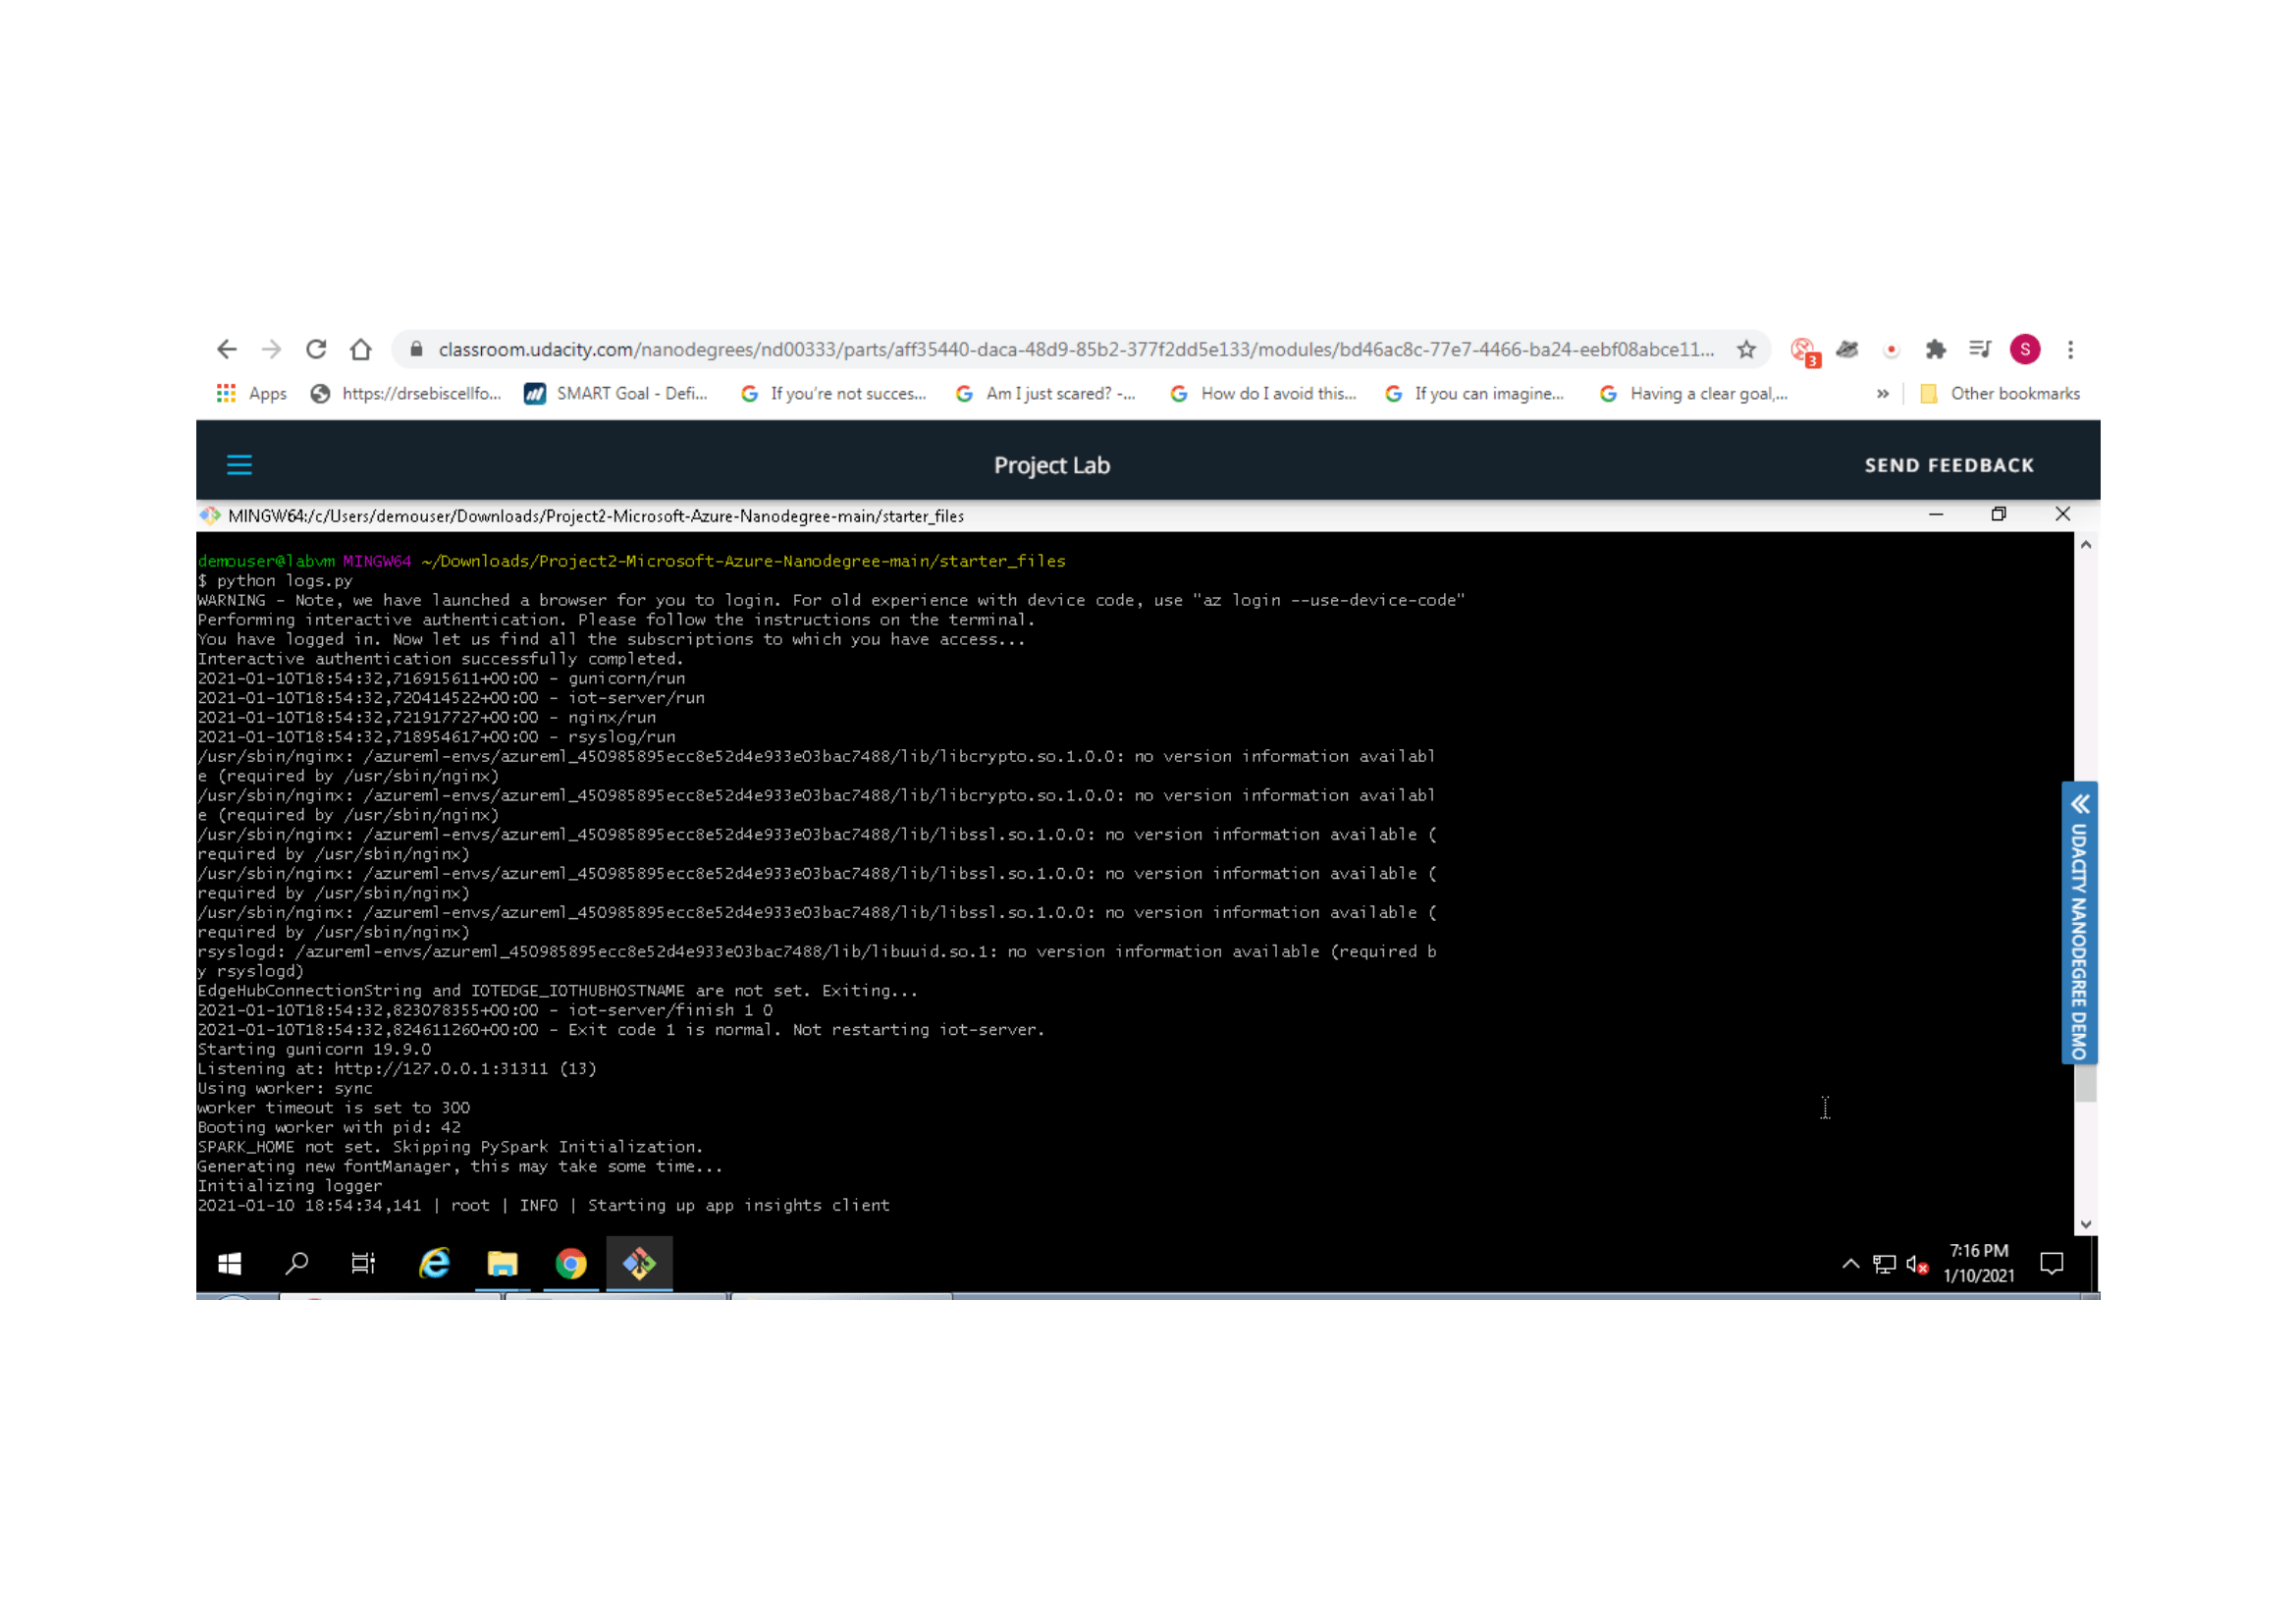 classroom.udacity.com/nanodegrees/nd00333/parts/aff35440-daca-48d9-85b2-377f2dd5e133/modules/bd46ac8c-77e7-4466-ba24-eebf08abce11... 3 S
Apps https://drsebiscellfo... SMART Goal - Defi... If you're not succes... Am I just scared? -... How do I avoid this... If you can imagine... Having a clear goal,... » Other bookmarks
Project Lab SEND FEEDBACK
MINGW64:/c/Users/demouser/Downloads/Project2-Microsoft-Azure-Nanodegree-main/starter_files
demouser@labvm MINGW64 ~/Downloads/Project2-Microsoft-Azure-Nanodegree-main/starter_files
$ python logs.py
WARNING - Note, we have launched a browser for you to login. For old experience with device code, use "az login --use-device-code"
Performing interactive authentication. Please follow the instructions on the terminal.
You have logged in. Now let us find all the subscriptions to which you have access...
Interactive authentication successfully completed.
2021-01-10T18:54:32,716915611+00:00 - gunicorn/run
2021-01-10T18:54:32,720414522+00:00 - iot-server/run
2021-01-10T18:54:32,721917727+00:00 - nginx/run
2021-01-10T18:54:32,718954617+00:00 - rsyslog/run
/usr/sbin/nginx: /azureml-envs/azureml_450985895ecc8e52d4e933e03bac7488/lib/libcrypto.so.1.0.0: no version information availabl
e (required by /usr/sbin/nginx)
/usr/sbin/nginx: /azureml-envs/azureml_450985895ecc8e52d4e933e03bac7488/lib/libcrypto.so.1.0.0: no version information availabl
e (required by /usr/sbin/nginx)
/usr/sbin/nginx: /azureml-envs/azureml_450985895ecc8e52d4e933e03bac7488/lib/libssl.so.1.0.0: no version information available (
required by /usr/sbin/nginx)
/usr/sbin/nginx: /azureml-envs/azureml_450985895ecc8e52d4e933e03bac7488/lib/libssl.so.1.0.0: no version information available (
required by /usr/sbin/nginx)
/usr/sbin/nginx: /azureml-envs/azureml_450985895ecc8e52d4e933e03bac7488/lib/libssl.so.1.0.0: no version information available (
required by /usr/sbin/nginx)
rsyslogd: /azureml-envs/azureml_450985895ecc8e52d4e933e03bac7488/lib/libuuid.so.1: no version information available (required b
y rsyslogd)
EdgeHubConnectionString and IOTEDGE_IOTHUBHOSTNAME are not set. Exiting...
2021-01-10T18:54:32,823078355+00:00 - iot-server/finish 1 0
2021-01-10T18:54:32,824611260+00:00 - Exit code 1 is normal. Not restarting iot-server.
Starting gunicorn 19.9.0
Listening at: http://127.0.0.1:31311 (13)
Using worker: sync
worker timeout is set to 300
Booting worker with pid: 42
SPARK_HOME not set. Skipping PySpark Initialization.
Generating new fontManager, this may take some time...
Initializing logger
2021-01-10 18:54:34,141 | root | INFO | Starting up app insights client
UDACITY NANODEGREE DEMO
7:16 PM
1/10/2021